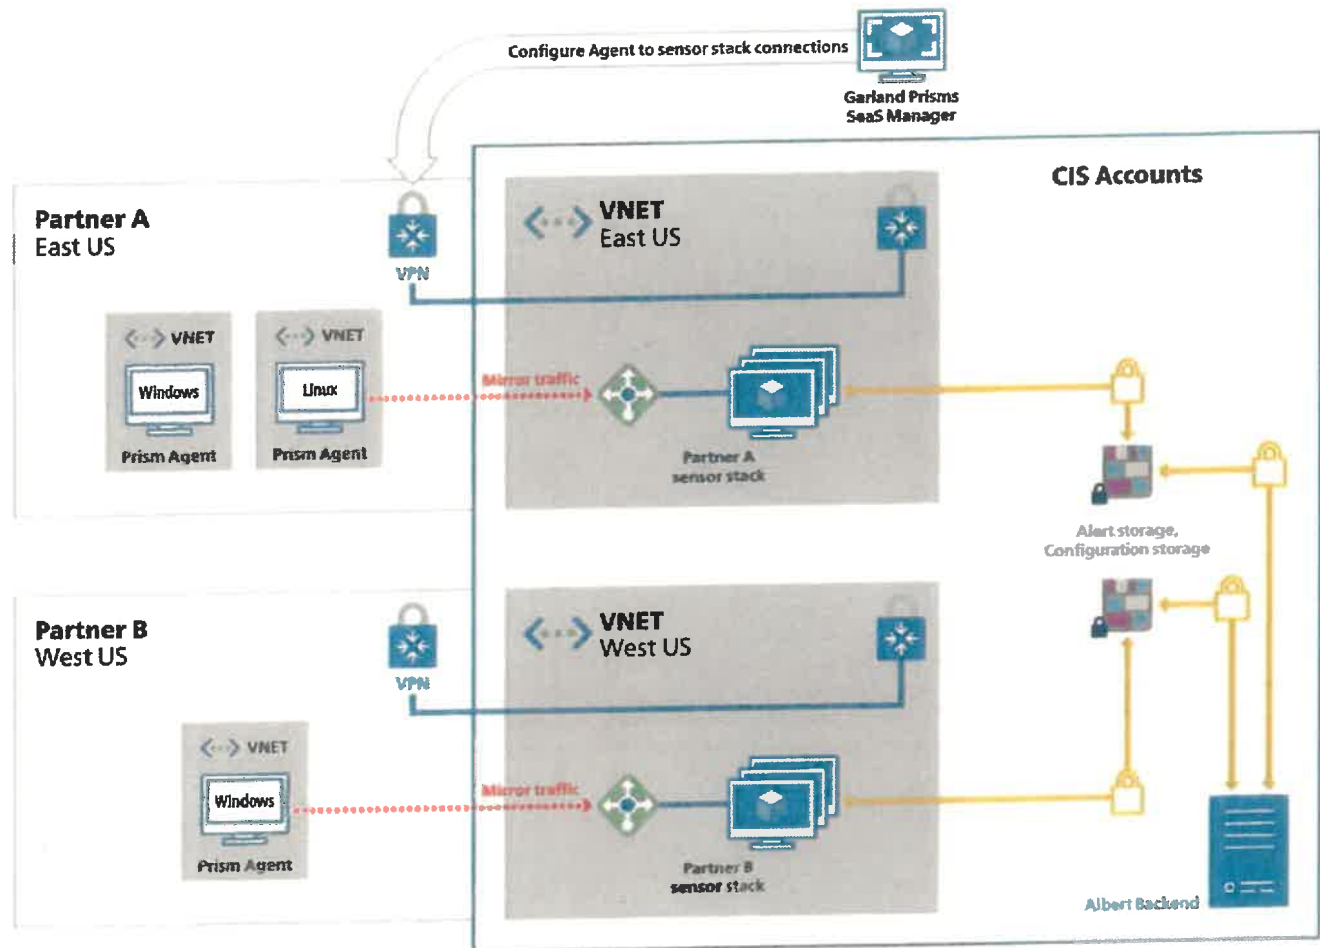 Configure Agent to sensor stack connections
Garland Prisms
SaaS Manager
CIS Accounts
Partner A
East US
VPN
VNET
East US
VNET
Windows
Prism Agent
VNET
Linux
Prism Agent
Mirror traffic
Partner A
sensor stack
Alert storage,
Configuration storage
Partner B
West US
VPN
VNET
West US
VNET
Windows
Prism Agent
Mirror traffic
Partner B
sensor stack
Albert Backend